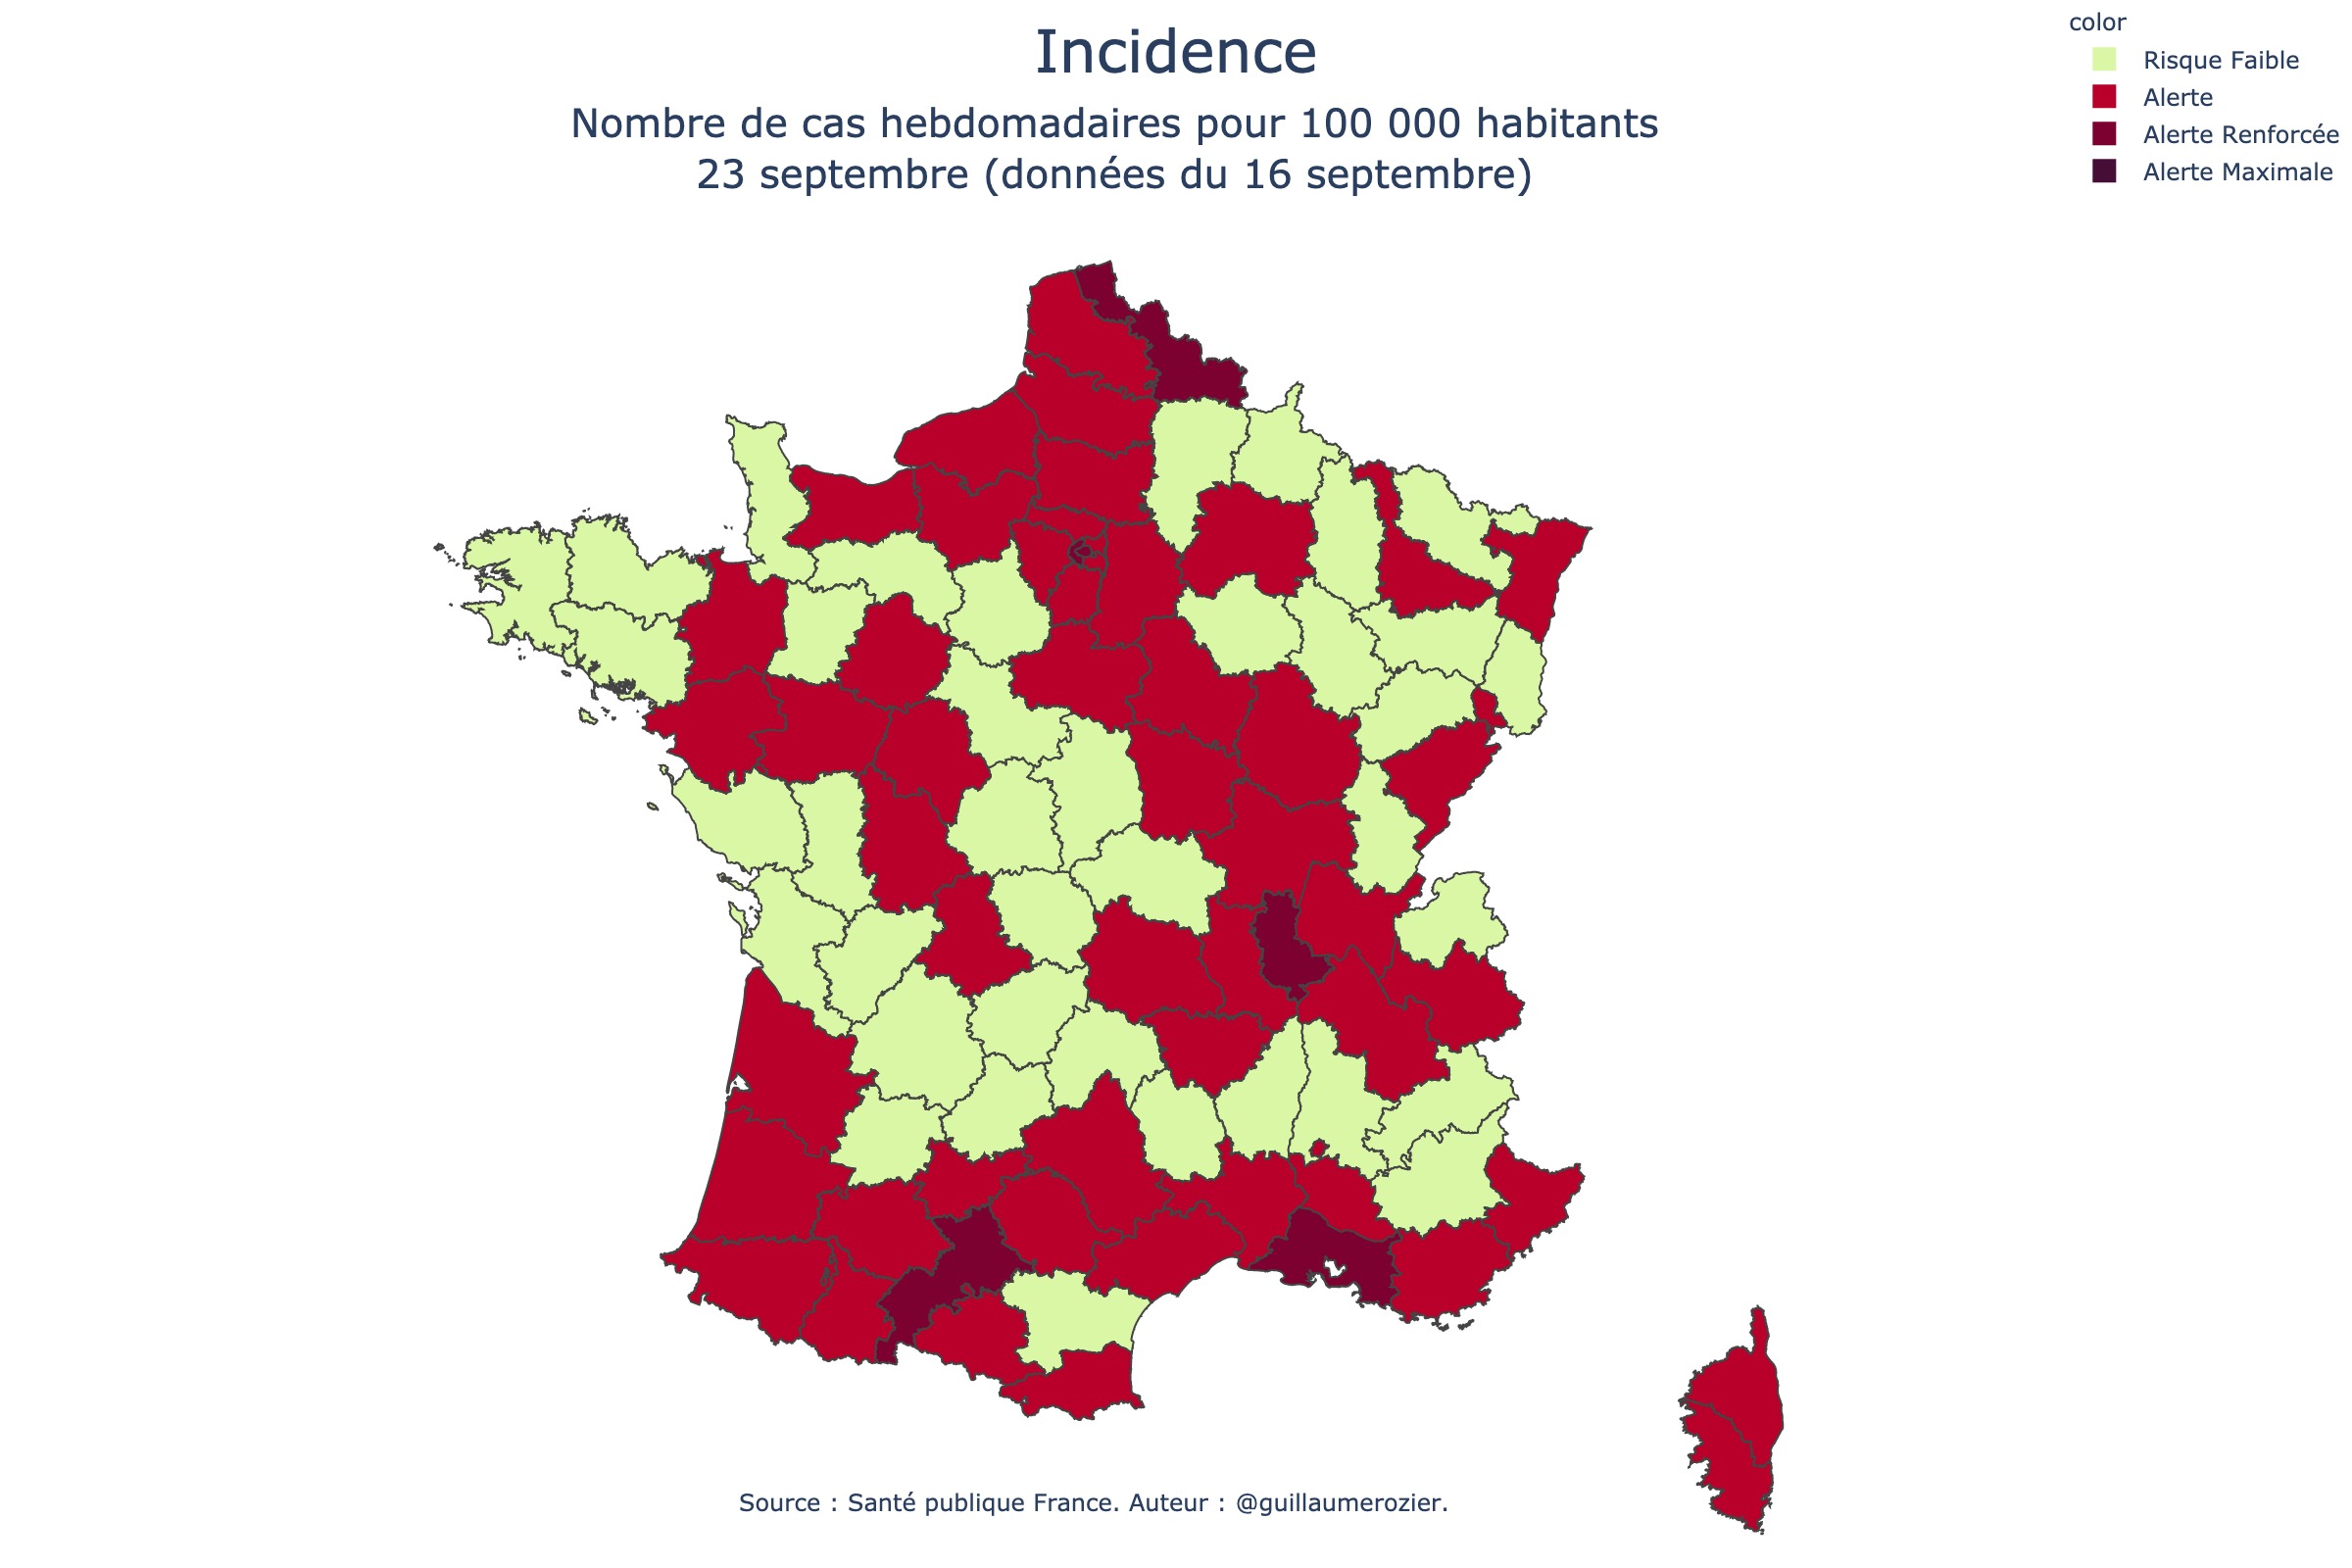 Incidence
Nombre de cas hebdomadaires pour 100 000 habitants
23 septembre (données du 16 septembre)
color
Risque Faible
Alerte
Alerte Renforcée
Alerte Maximale
Source : Santé publique France. Auteur : @guillaumerozier.